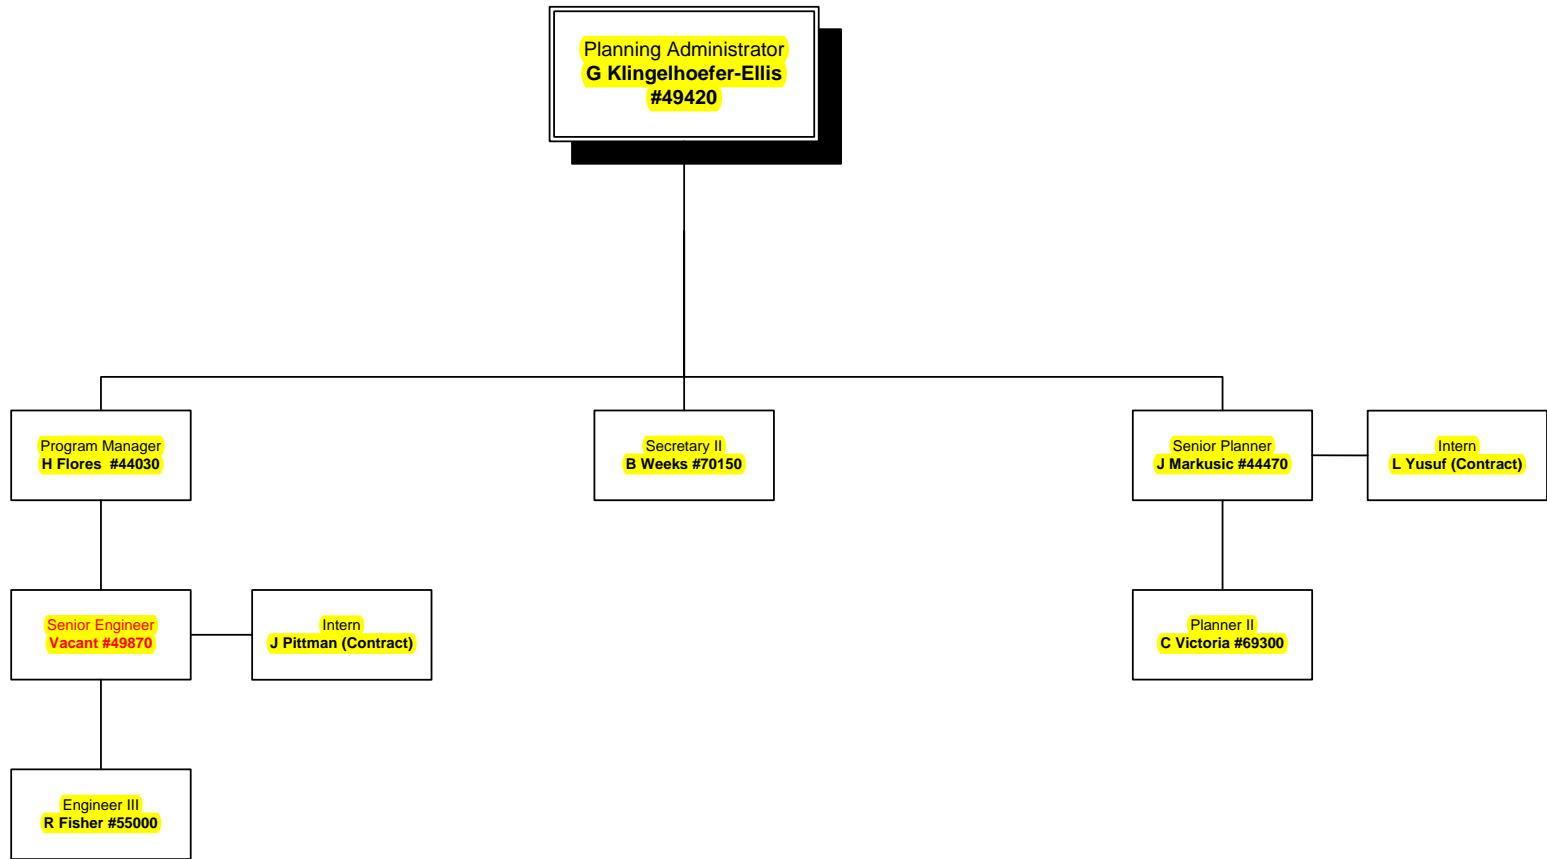 Planning Administrator
G Klingelhoefer-Ellis
#49420
Program Manager
H Flores  #44030
Secretary II
B Weeks #70150
Senior Planner
J Markusic #44470
Intern
L Yusuf (Contract)
Senior Engineer
Vacant #49870
Intern
J Pittman (Contract)
Planner II
C Victoria #69300
Engineer III
R Fisher #55000